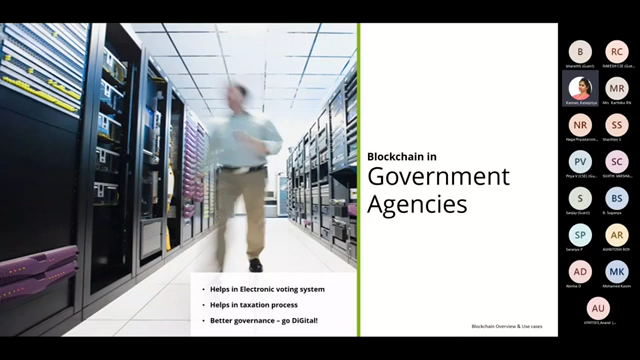 Blockchain in
Government
Agencies
• Helps in Electronic voting system
• Helps in taxation process
• Better governance – go DiGital!
Blockchain Overview & Use cases
B
RC
MR
NR
SS
PV
SC
S
BS
SP
AR
AD
MK
AU